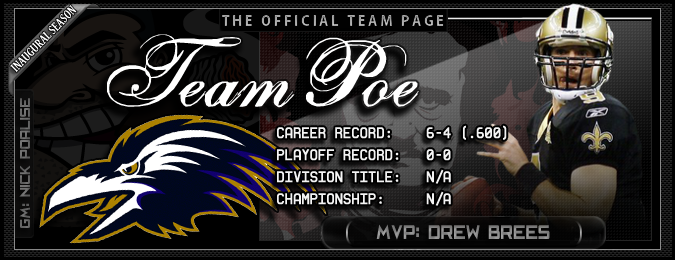 INAUGURAL SEASON
THE OFFICIAL TEAM PAGE
Team Poe
CAREER RECORD: 6-4 (.600)
PLAYOFF RECORD: 0-0
DIVISION TITLE: N/A
CHAMPIONSHIP: N/A
MVP: DREW BREES
GM: NICK PORLISE